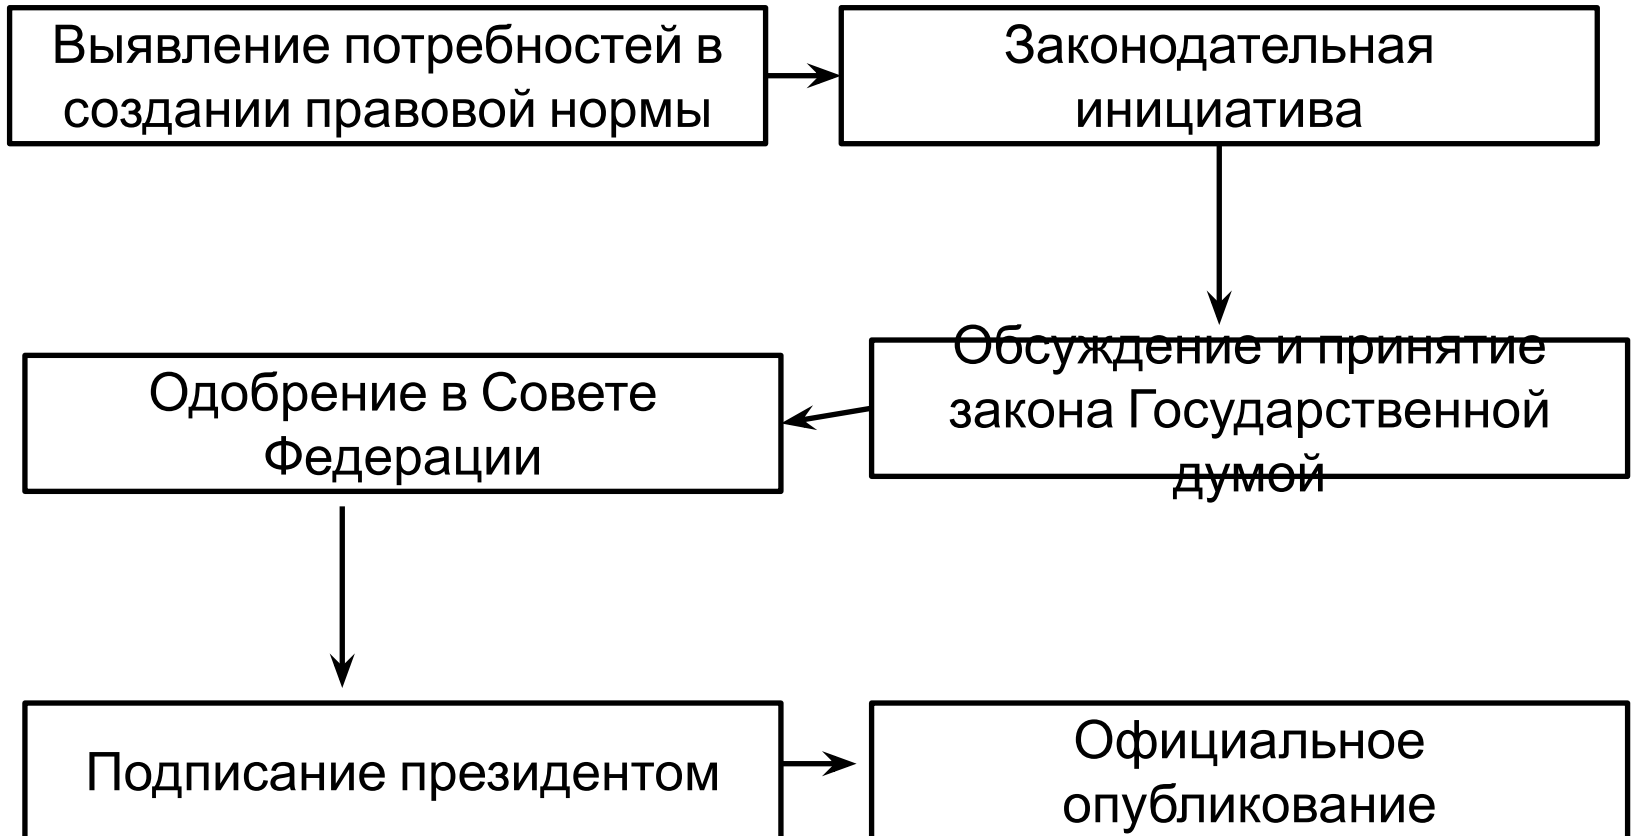 Выявление потребностей в
создании правовой нормы
Законодательная
инициатива
Обсуждение и принятие
закона Государственной
думой
Одобрение в Совете
Федерации
Подписание президентом
Официальное
опубликование